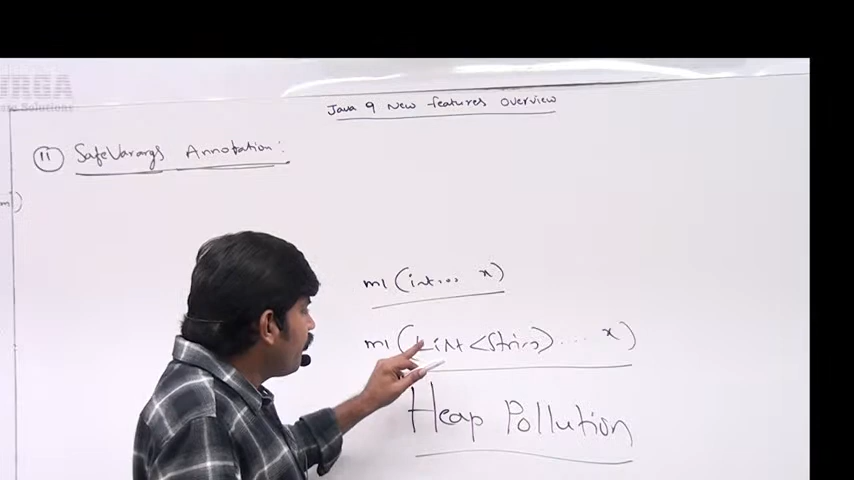 Java 9 New features Overview
11 SafeVarargs Annotation:
m1(int... x)
m1(List<String>... x)
Heap Pollution